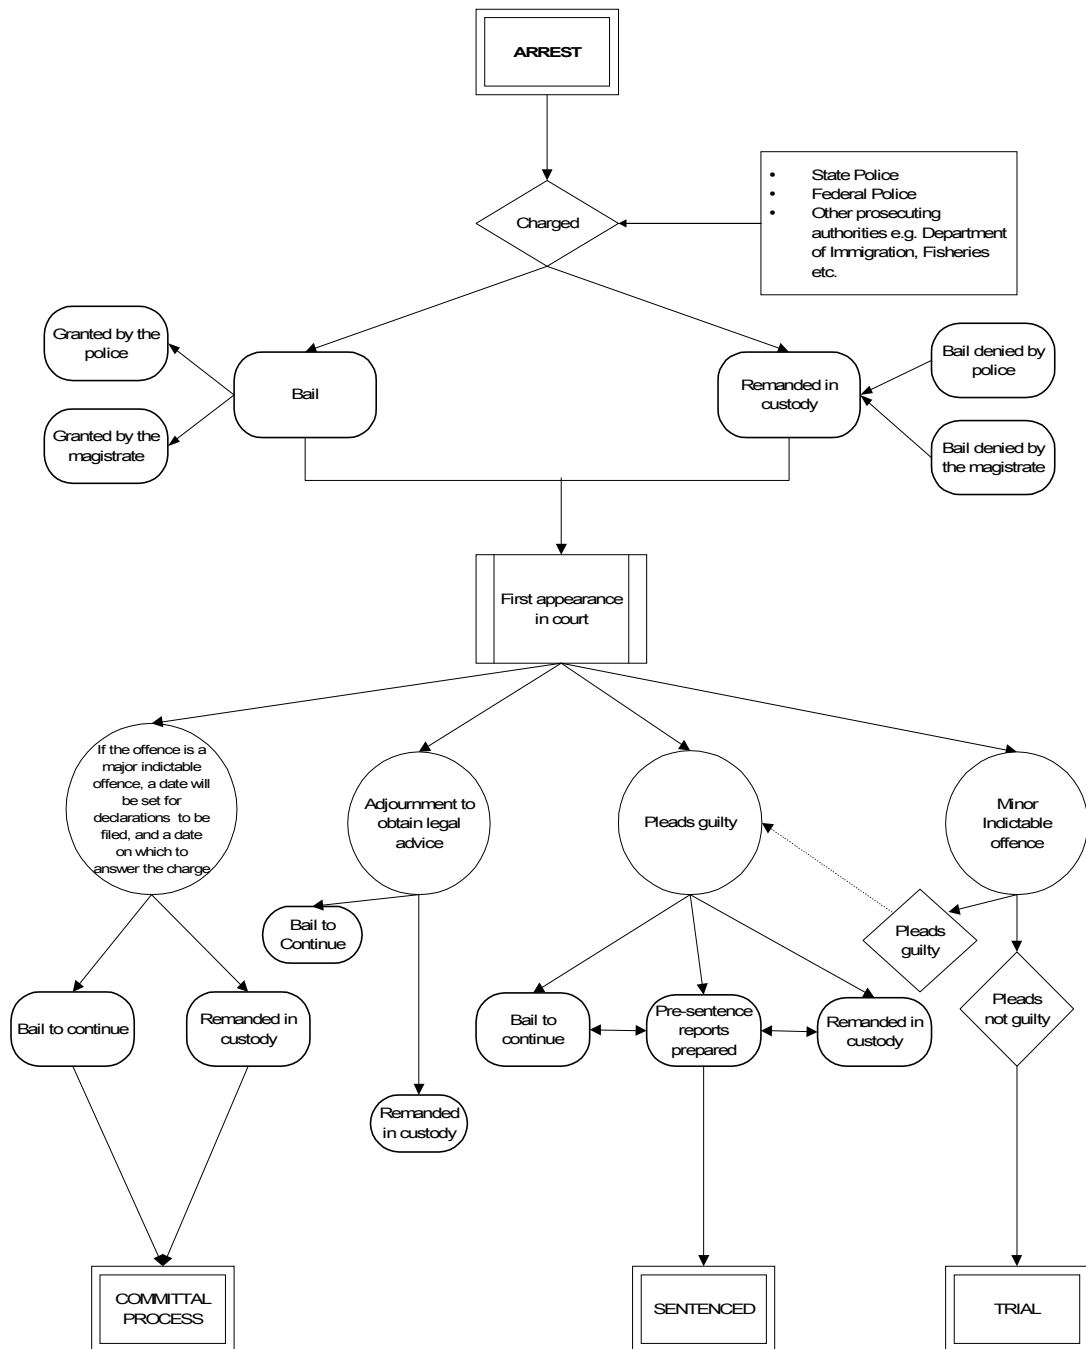 ARREST
• State Police
• Federal Police
• Other prosecuting
authorities e.g. Department
of Immigration, Fisheries
etc.
Charged
Granted by the
police
Bail
Granted by the
magistrate
Remanded in
custody
Bail denied by
police
Bail denied by
the magistrate
First appearance
in court
If the offence is a
major indictable
offence, a date will
be set for
declarations to be
filed, and a date
on which to
answer the charge
Adjournment to
obtain legal
advice
Pleads guilty
Minor
Indictable
offence
Bail to
Continue
Pleads
guilty
Pleads
not guilty
Bail to continue
Remanded in
custody
Bail to
continue
Pre-sentence
reports
prepared
Remanded in
custody
Remanded
in custody
COMMITTAL
PROCESS
SENTENCED
TRIAL